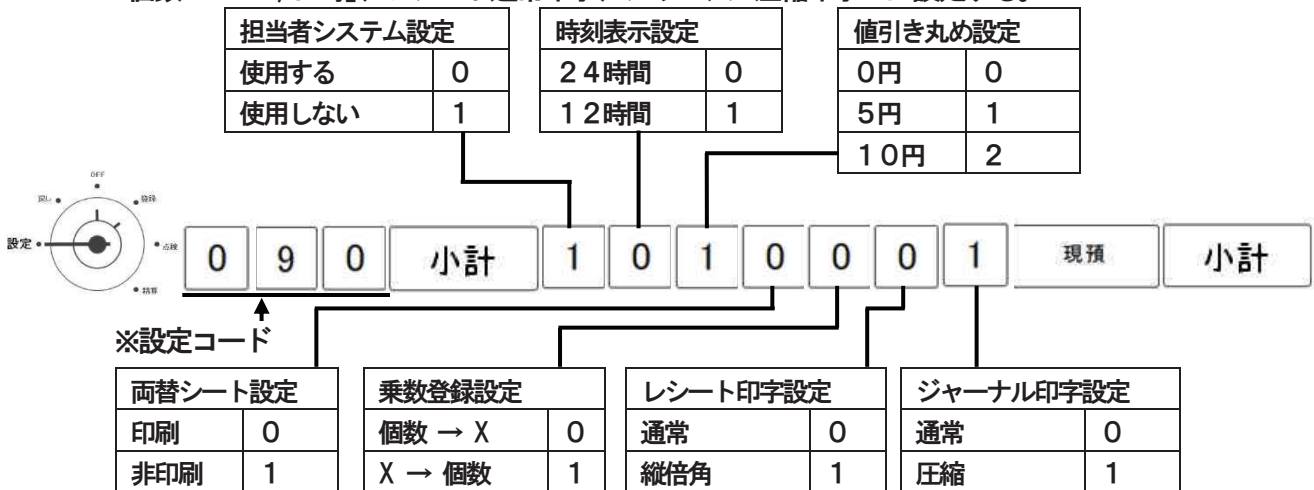 担当者システム設定
使用する 0
使用しない 1
時刻表示設定
24時間 0
12時間 1
値引き丸め設定
0円 0
5円 1
10円 2
OFF
戻し
登録
設定
点検
精算
0 9 0 小計 1 0 1 0 0 0 1 現預 小計
※設定コード
両替シート設定
印刷 0
非印刷 1
乗数登録設定
個数 → X 0
X → 個数 1
レシート印字設定
通常 0
縦倍角 1
ジャーナル印字設定
通常 0
圧縮 1